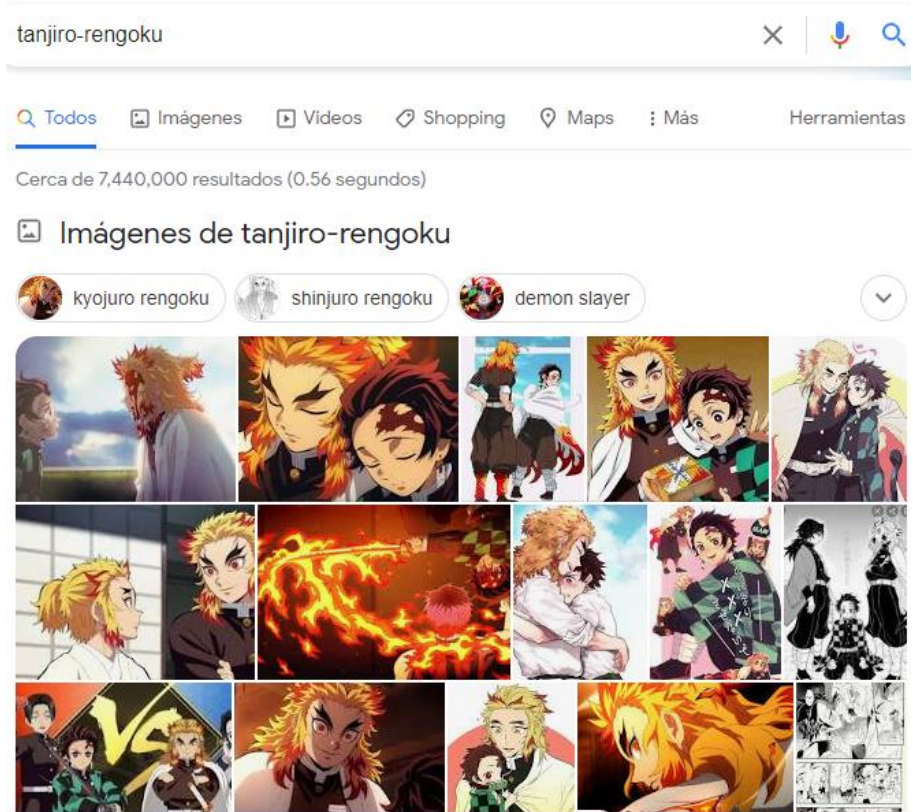 tanjiro-rengoku
Todos Imágenes Videos Shopping Maps Más Herramientas
Cerca de 7,440,000 resultados (0.56 segundos)
Imágenes de tanjiro-rengoku
kyojuro rengoku shinjuro rengoku demon slayer
VS